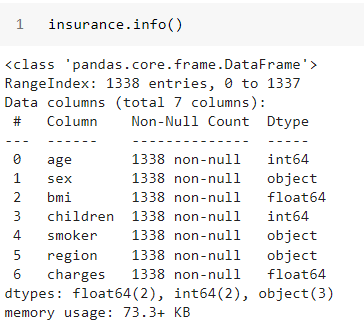 1 insurance.info()
<class 'pandas.core.frame.DataFrame'>
RangeIndex: 1338 entries, 0 to 1337
Data columns (total 7 columns):
 #   Column    Non-Null Count  Dtype
---  ------    --------------  -----
 0   age       1338 non-null   int64
 1   sex       1338 non-null   object
 2   bmi       1338 non-null   float64
 3   children  1338 non-null   int64
 4   smoker    1338 non-null   object
 5   region    1338 non-null   object
 6   charges   1338 non-null   float64
dtypes: float64(2), int64(2), object(3)
memory usage: 73.3+ KB